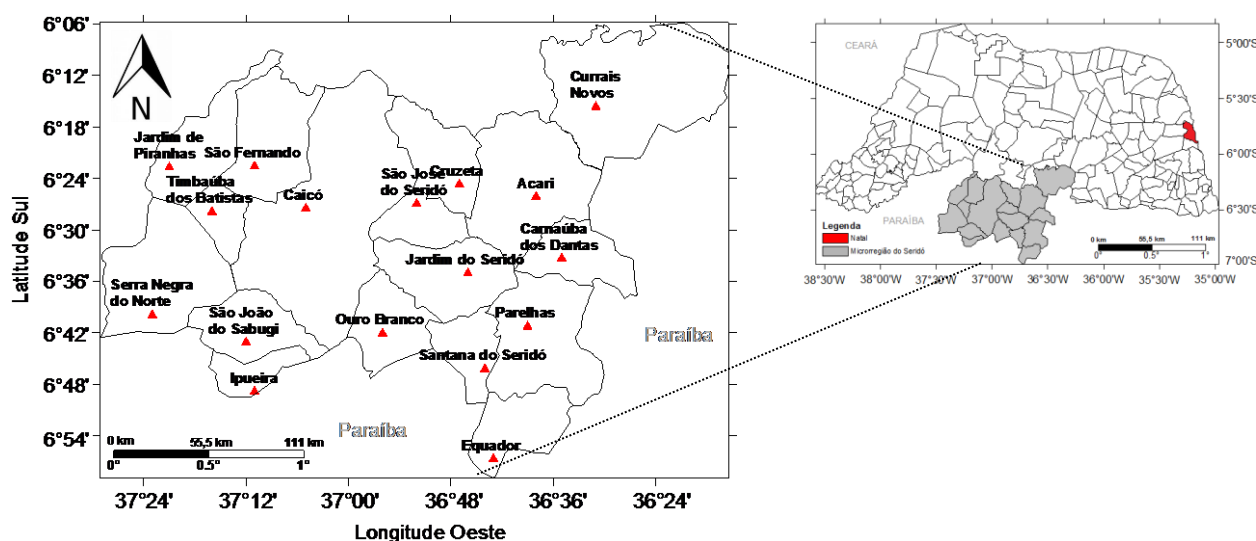 6°06'
6°12'
6°18'
6°24'
6°30'
6°36'
6°42'
6°48'
6°54'
Latitude Sul
N
Currais
Novos
Jardim de
Piranhas
São Fernando
Timbaúba
dos Batistas
Caicó
São José
do Seridó
Cruzeta
Acari
Carnaúba
dos Dantas
Jardim do Seridó
Serra Negra
do Norte
São João
do Sabugi
Ouro Branco
Parelhas
Paraíba
Santana do Seridó
Ipueira
Paraíba
Equador
0 km 55,5 km 111 km
0° 0.5° 1°
37°24' 37°12' 37°00' 36°48' 36°36' 36°24'
Longitude Oeste
CEARÁ
PARAÍBA
Legenda
Natal
Microrregião do Seridó
0 km 55,5 km 111 km
0° 0.5° 1°
5°00'S
5°30'S
6°00'S
6°30'S
7°00'S
38°30'W 38°00'W 37°30'W 37°00'W 36°30'W 36°00'W 35°30'W 35°00'W